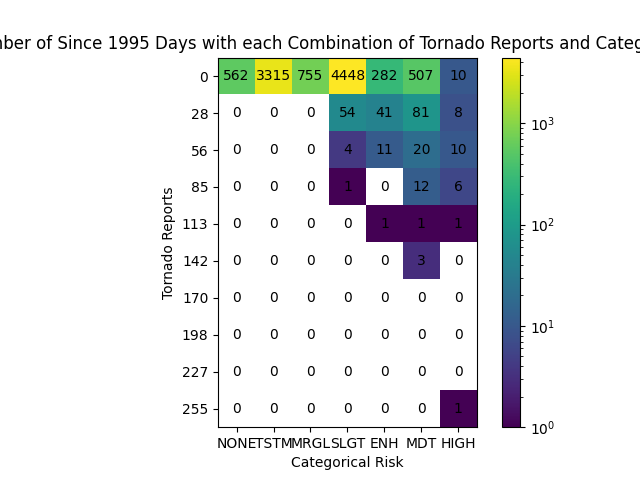 of Since 1995 Days with each Combination of Tornado Reports and
0 562 3315 755 4448 282 507 10
28 0 0 0 54 41 81 8
56 0 0 0 4 11 20 10
85 0 0 0 1 0 12 6
113 0 0 0 0 1 1 1
142 0 0 0 0 0 3 0
170 0 0 0 0 0 0 0
198 0 0 0 0 0 0 0
227 0 0 0 0 0 0 0
255 0 0 0 0 0 0 1
NONE TSTM MRGL SLGT ENH MDT HIGH
Categorical Risk
Tornado Reports
10³
10²
10¹
10⁰